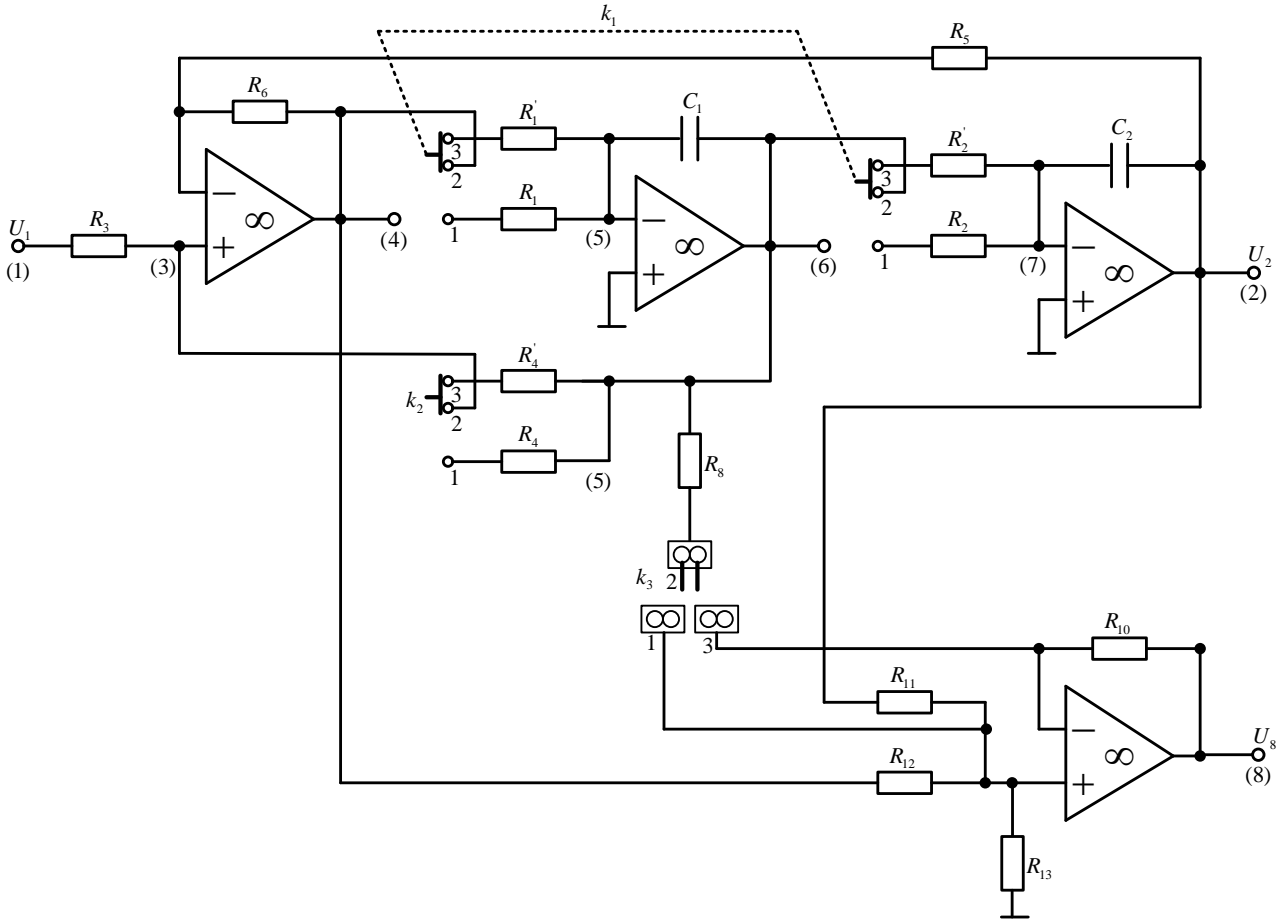 k₁
R₅
R₆
R₁'
C₁
R₂'
C₂
3
2
3
2
U₁
R₃
(1)
(3)
−
∞
+
(4)
1
R₁
(5)
−
∞
+
(6)
1
R₂
(7)
−
∞
+
U₂
(2)
R₄'
k₂
3
2
R₄
1
(5)
R₈
k₃
2
1
3
R₁₀
R₁₁
R₁₂
−
∞
+
U₈
(8)
R₁₃